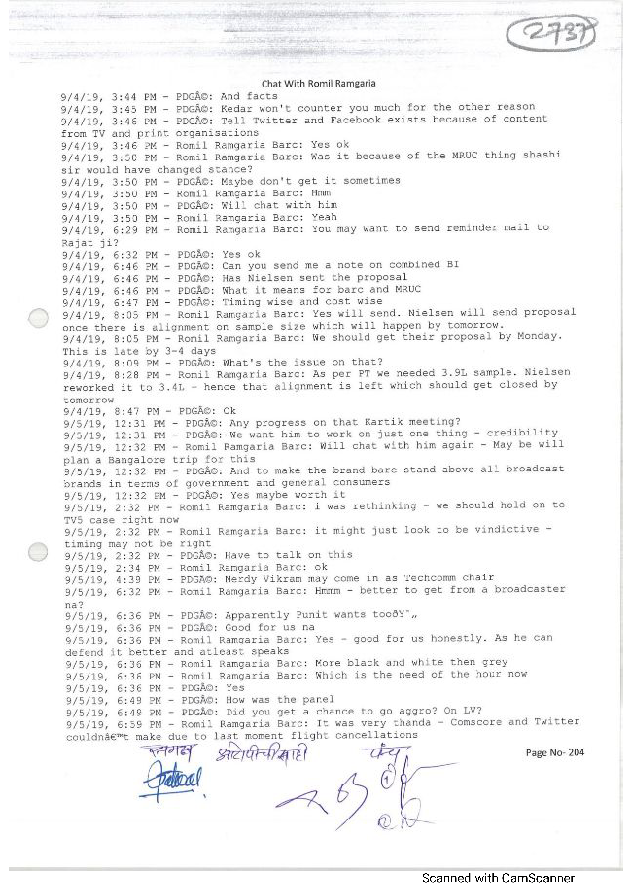 2737
Chat With Romil Ramgaria
9/4/19, 3:44 PM - PDGÂ©: And facts
9/4/19, 3:45 PM - PDGÂ©: Kedar won't counter you much for the other reason
9/4/19, 3:46 PM - PDGÂ©: Tell Twitter and Facebook exists because of content
from TV and print organisations
9/4/19, 3:46 PM - Romil Ramgaria Barc: Yes ok
9/4/19, 3:50 PM - Romil Ramgaria Barc: Was it because of the MRUC thing shashi
sir would have changed stance?
9/4/19, 3:50 PM - PDGÂ©: Maybe don't get it sometimes
9/4/19, 3:50 PM - Romil Ramgaria Barc: Hmm
9/4/19, 3:50 PM - PDGÂ©: Will chat with him
9/4/19, 3:50 PM - Romil Ramgaria Barc: Yeah
9/4/19, 6:29 PM - Romil Ramgaria Barc: You may want to send reminder mail to
Rajat ji?
9/4/19, 6:32 PM - PDGÂ©: Yes ok
9/4/19, 6:46 PM - PDGÂ©: Can you send me a note on combined BI
9/4/19, 6:46 PM - PDGÂ©: Has Nielsen sent the proposal
9/4/19, 6:46 PM - PDGÂ©: What it means for barc and MRUC
9/4/19, 6:47 PM - PDGÂ©: Timing wise and cost wise
9/4/19, 8:05 PM - Romil Ramgaria Barc: Yes will send. Nielsen will send proposal
once there is alignment on sample size which will happen by tomorrow.
9/4/19, 8:05 PM - Romil Ramgaria Barc: We should get their proposal by Monday.
This is late by 3-4 days
9/4/19, 8:09 PM - PDGÂ©: What's the issue on that?
9/4/19, 8:28 PM - Romil Ramgaria Barc: As per PT we needed 3.9L sample. Nielsen
reworked it to 3.4L - hence that alignment is left which should get closed by
tomorrow
9/4/19, 8:47 PM - PDGÂ©: Ok
9/5/19, 12:31 PM - PDGÂ©: Any progress on that Kartik meeting?
9/5/19, 12:31 PM - PDGÂ©: We want him to work on just one thing - credibility
9/5/19, 12:32 PM - Romil Ramgaria Barc: Will chat with him again - May be will
plan a Bangalore trip for this
9/5/19, 12:32 PM - PDGÂ©: And to make the brand barc stand above all broadcast
brands in terms of government and general consumers
9/5/19, 12:32 PM - PDGÂ©: Yes maybe worth it
9/5/19, 2:32 PM - Romil Ramgaria Barc: i was rethinking - we should hold on to
TV5 case right now
9/5/19, 2:32 PM - Romil Ramgaria Barc: it might just look to be vindictive -
timing may not be right
9/5/19, 2:32 PM - PDGÂ©: Have to talk on this
9/5/19, 2:34 PM - Romil Ramgaria Barc: ok
9/5/19, 4:39 PM - PDGÂ©: Nerdy Vikram may come in as Techcomm chair
9/5/19, 6:32 PM - Romil Ramgaria Barc: Hmmm - better to get from a broadcaster
na?
9/5/19, 6:36 PM - PDGÂ©: Apparently Punit wants tooðŸ˜„
9/5/19, 6:36 PM - PDGÂ©: Good for us na
9/5/19, 6:36 PM - Romil Ramgaria Barc: Yes - good for us honestly. As he can
defend it better and atleast speaks
9/5/19, 6:36 PM - Romil Ramgaria Barc: More black and white then grey
9/5/19, 6:36 PM - Romil Ramgaria Barc: Which is the need of the hour now
9/5/19, 6:36 PM - PDGÂ©: Yes
9/5/19, 6:49 PM - PDGÂ©: How was the panel
9/5/19, 6:49 PM - PDGÂ©: Did you get a chance to go aggro? On LV?
9/5/19, 6:59 PM - Romil Ramgaria Barc: It was very thanda - Comscore and Twitter
couldnâ€™t make due to last moment flight cancellations
पंच
Page No- 204
Scanned with CamScanner